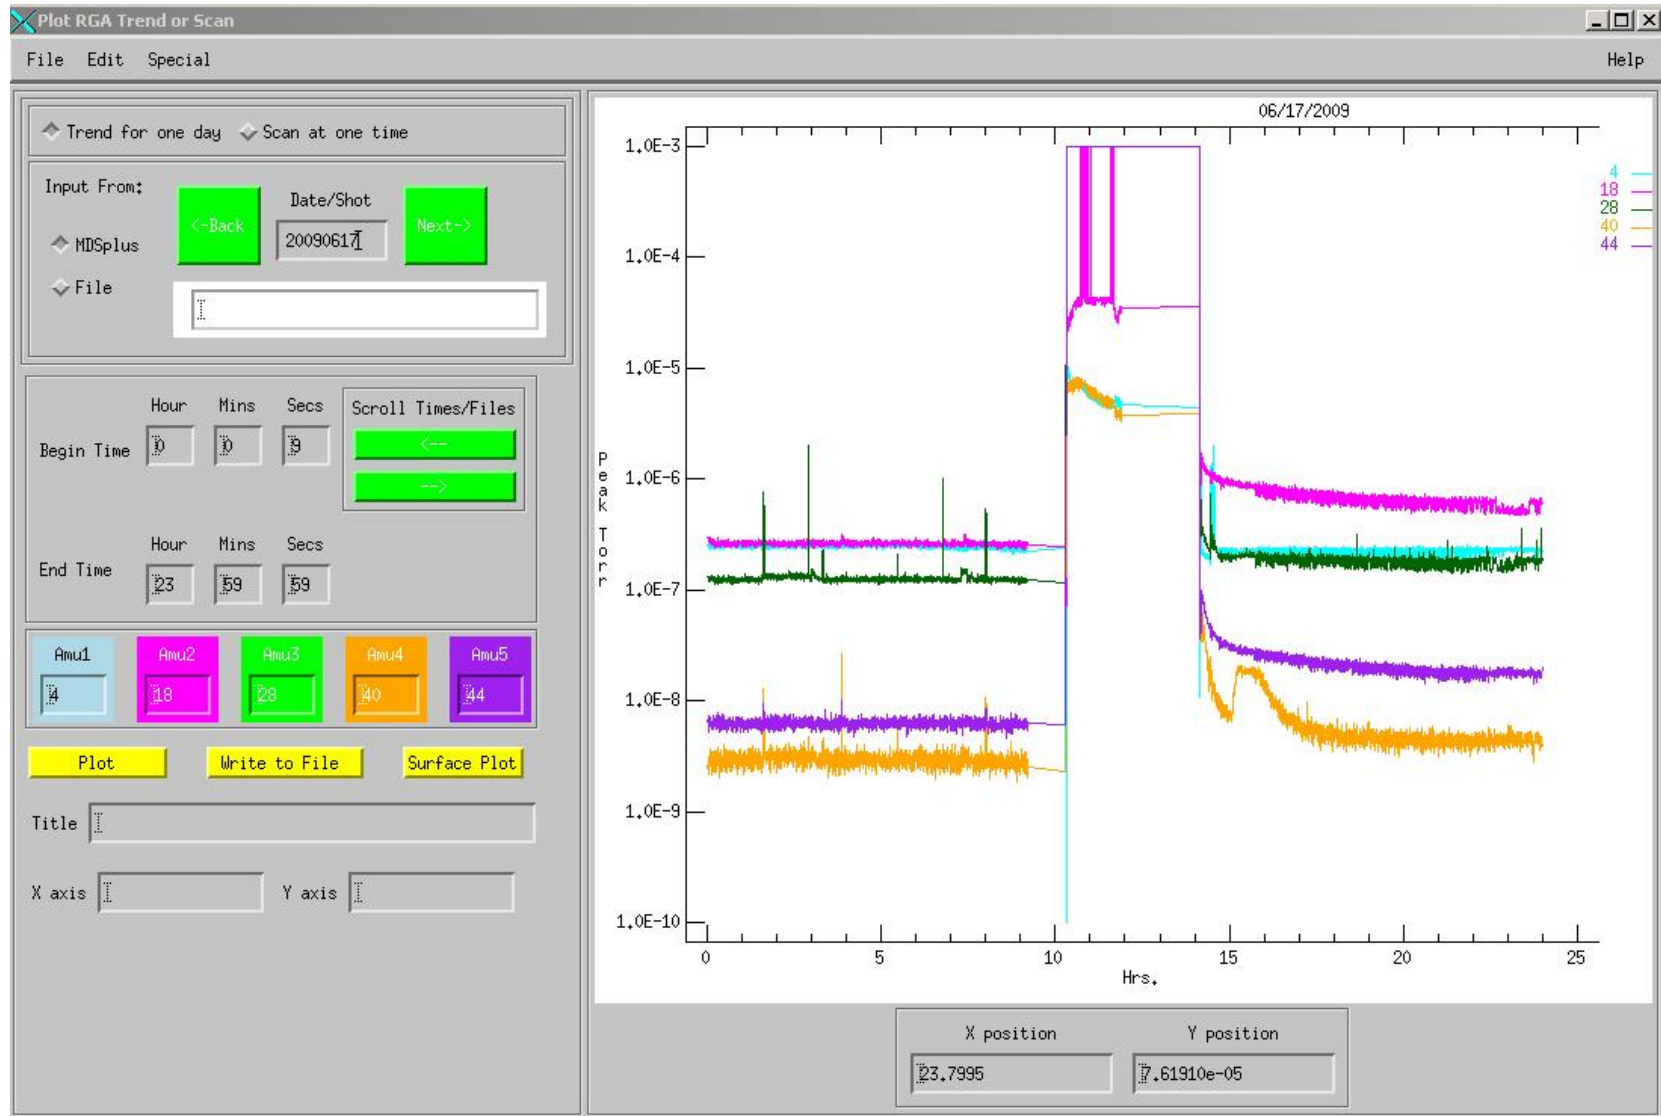 Plot RGA Trend or Scan
File Edit Special Help
Trend for one day Scan at one time
Input From:
MDSplus
File
<-Back
Date/Shot
20090617
Next->
Hour Mins Secs
Begin Time 0 0 9
Scroll Times/Files
<--
-->
Hour Mins Secs
End Time 23 59 59
Amu1 Amu2 Amu3 Amu4 Amu5
4 18 28 40 44
Plot Write to File Surface Plot
Title
X axis Y axis
06/17/2009
1.0E-3
1.0E-4
1.0E-5
1.0E-6
1.0E-7
1.0E-8
1.0E-9
1.0E-10
Peak Torr
4
18
28
40
44
0 5 10 15 20 25
Hrs.
X position Y position
23.7995 7.61910e-05